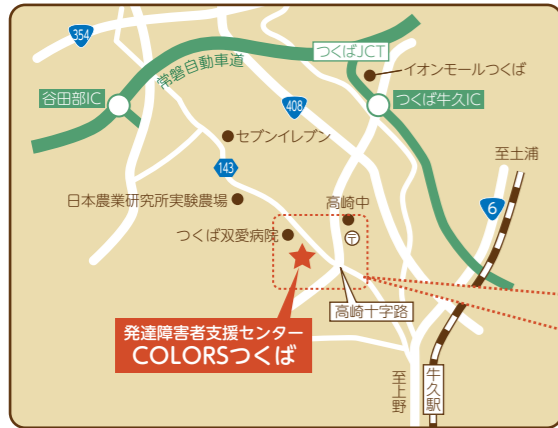 354
つくばJCT
常磐自動車道
イオンモールつくば
谷田部IC
408
つくば牛久IC
セブンイレブン
至土浦
143
日本農業研究所実験農場
高崎中
6
つくば双愛病院
〒
高崎十字路
発達障害者支援センター
COLORSつくば
至上野
牛久駅